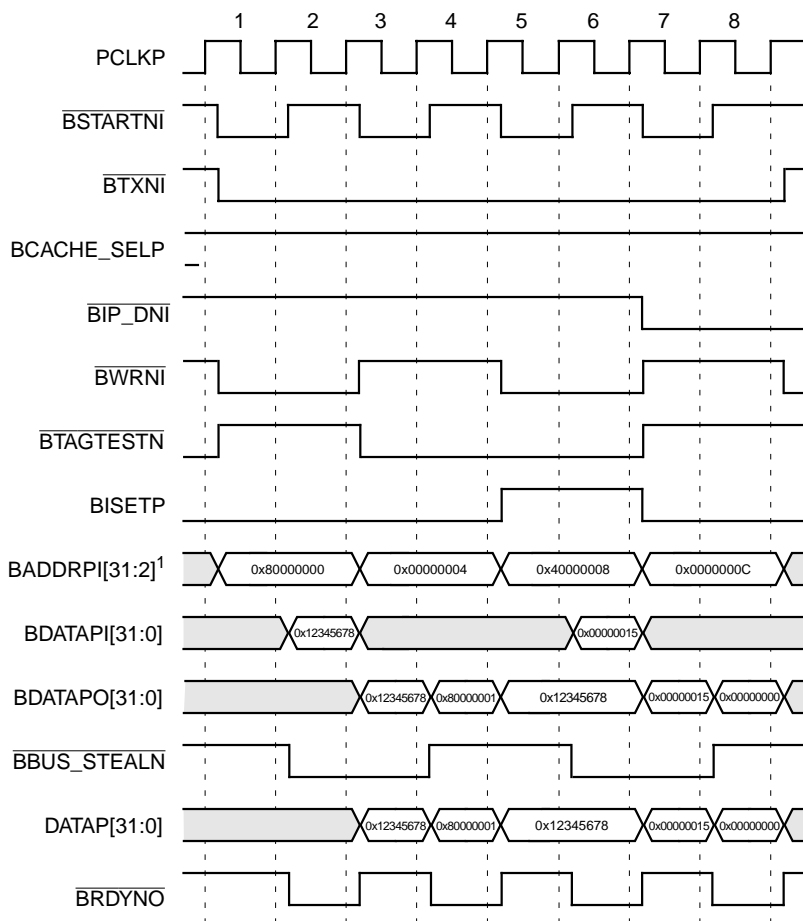 1 2 3 4 5 6 7 8
PCLKP
BSTARTNI
BTXNI
BCACHE_SELP
BIP_DNI
BWRNI
BTAGTESTN
BISETP
BADDRPI[31:2]1 0x80000000 0x00000004 0x40000008 0x0000000C
BDATAPI[31:0] 0x12345678 0x00000015
BDATAPO[31:0] 0x12345678 0x80000001 0x12345678 0x00000015 0x00000000
BBUS_STEALN
DATAP[31:0] 0x12345678 0x80000001 0x12345678 0x00000015 0x00000000
BRDYNO